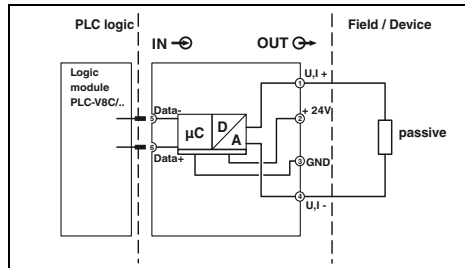 PLC logic
Field / Device
IN
OUT
Logic
module
PLC-V8C/..
U,I +
1
+ 24V
2
5
Data-
µC
D
A
passive
6
Data+
3
GND
4
U,I -